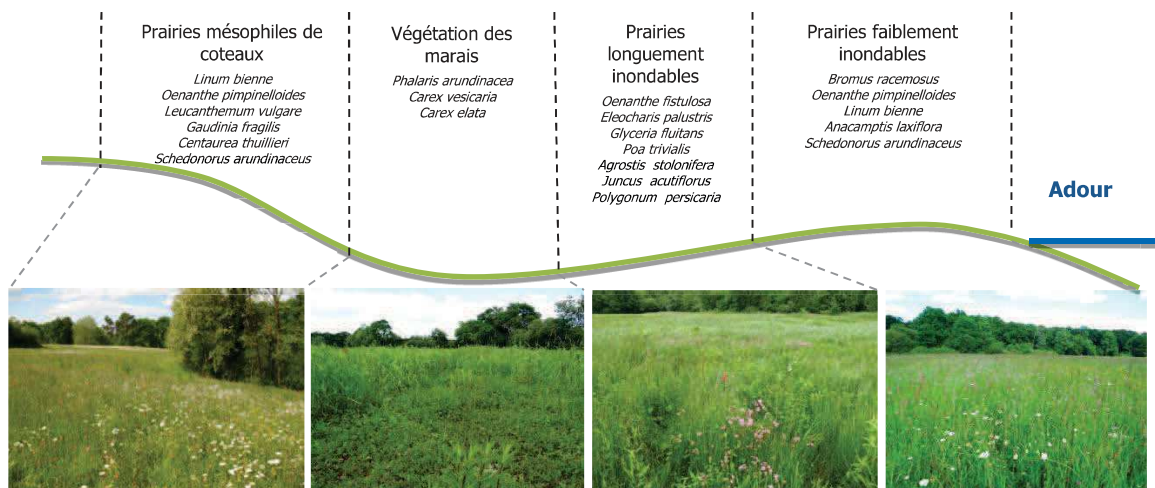 Prairies mésophiles de
coteaux
Linum bienne
Oenanthe pimpinelloides
Leucanthemum vulgare
Gaudinia fragilis
Centaurea thuillieri
Schedonorus arundinaceus
Végétation des
marais
Phalaris arundinacea
Carex vesicaria
Carex elata
Prairies
longuement
inondables
Oenanthe fistulosa
Eleocharis palustris
Glyceria fluitans
Poa trivialis
Agrostis stolonifera
Juncus acutiflorus
Polygonum persicaria
Prairies faiblement
inondables
Bromus racemosus
Oenanthe pimpinelloides
Linum bienne
Anacamptis laxiflora
Schedonorus arundinaceus
Adour